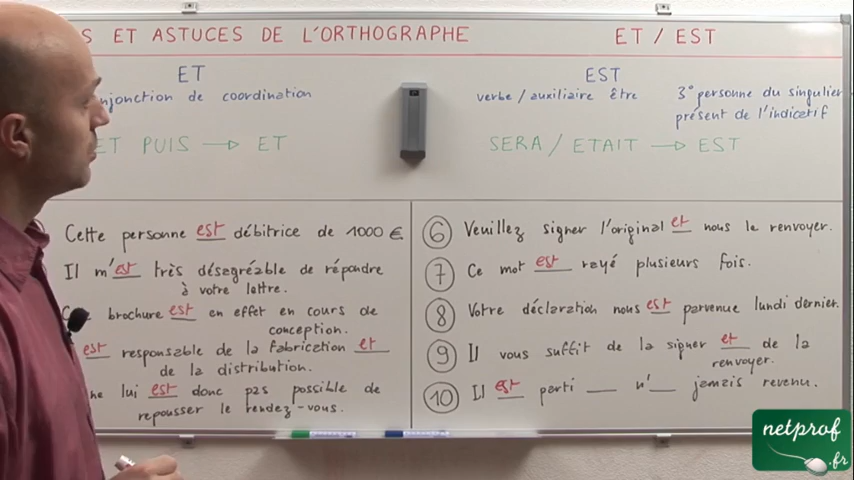 S ET ASTUCES DE L'ORTHOGRAPHE
ET / EST
ET
njonction de coordination
ET PUIS → ET
EST
verbe / auxiliaire être
3° personne du singulier
présent de l'indicatif
SERA / ETAIT → EST
Cette personne est débitrice de 1000 €
Il m'est très désagréable de répondre
à votre lettre.
brochure est en effet en cours de
conception.
est responsable de la fabrication et
de la distribution.
ne lui est donc pas possible de
repousser le rendez-vous.
6 Veuillez signer l'original et nous le renvoyer.
7 Ce mot est rayé plusieurs fois.
8 Votre déclaration nous est parvenue lundi dernier.
9 Il vous suffit de la signer et de la
renvoyer.
10 Il est parti ___ n'___ jamais revenu.
netprof
.fr